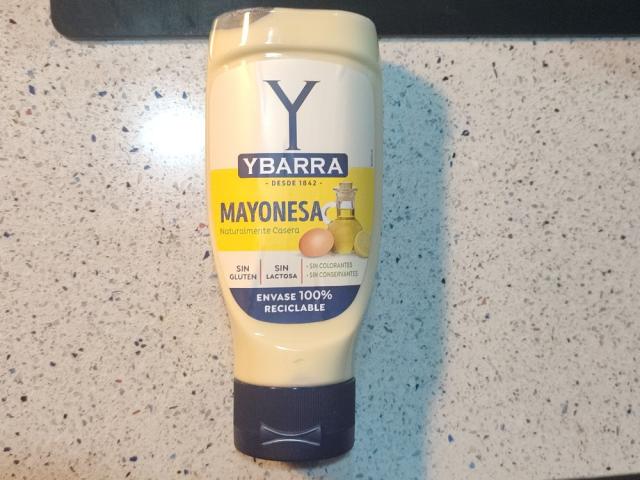 Y
YBARRA
- DESDE 1842 -
MAYONESA
Naturalmente Casera
SIN GLUTEN
SIN LACTOSA
• SIN COLORANTES
• SIN CONSERVANTES
ENVASE 100%
RECICLABLE